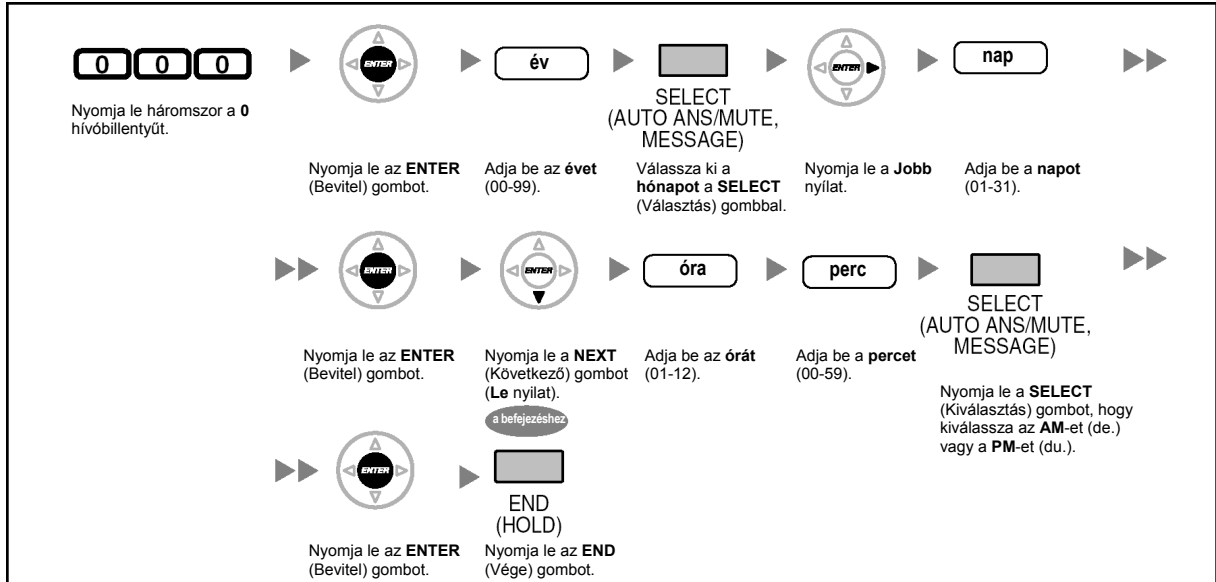 0 0 0
Nyomja le háromszor a 0
hívóbillentyűt.
ENTER
Nyomja le az ENTER
(Bevitel) gombot.
év
Adja be az évet
(00-99).
SELECT
(AUTO ANS/MUTE,
MESSAGE)
Válassza ki a
hónapot a SELECT
(Választás) gombbal.
ENTER
Nyomja le a Jobb
nyílat.
nap
Adja be a napot
(01-31).
ENTER
Nyomja le az ENTER
(Bevitel) gombot.
ENTER
Nyomja le a NEXT
(Következő) gombot
(Le nyilat).
óra
Adja be az órát
(01-12).
perc
Adja be a percet
(00-59).
SELECT
(AUTO ANS/MUTE,
MESSAGE)
Nyomja le a SELECT
(Kiválasztás) gombot, hogy
kiválassza az AM-et (de.)
vagy a PM-et (du.).
ENTER
Nyomja le az ENTER
(Bevitel) gombot.
a befejezéshez
END
(HOLD)
Nyomja le az END
(Vége) gombot.